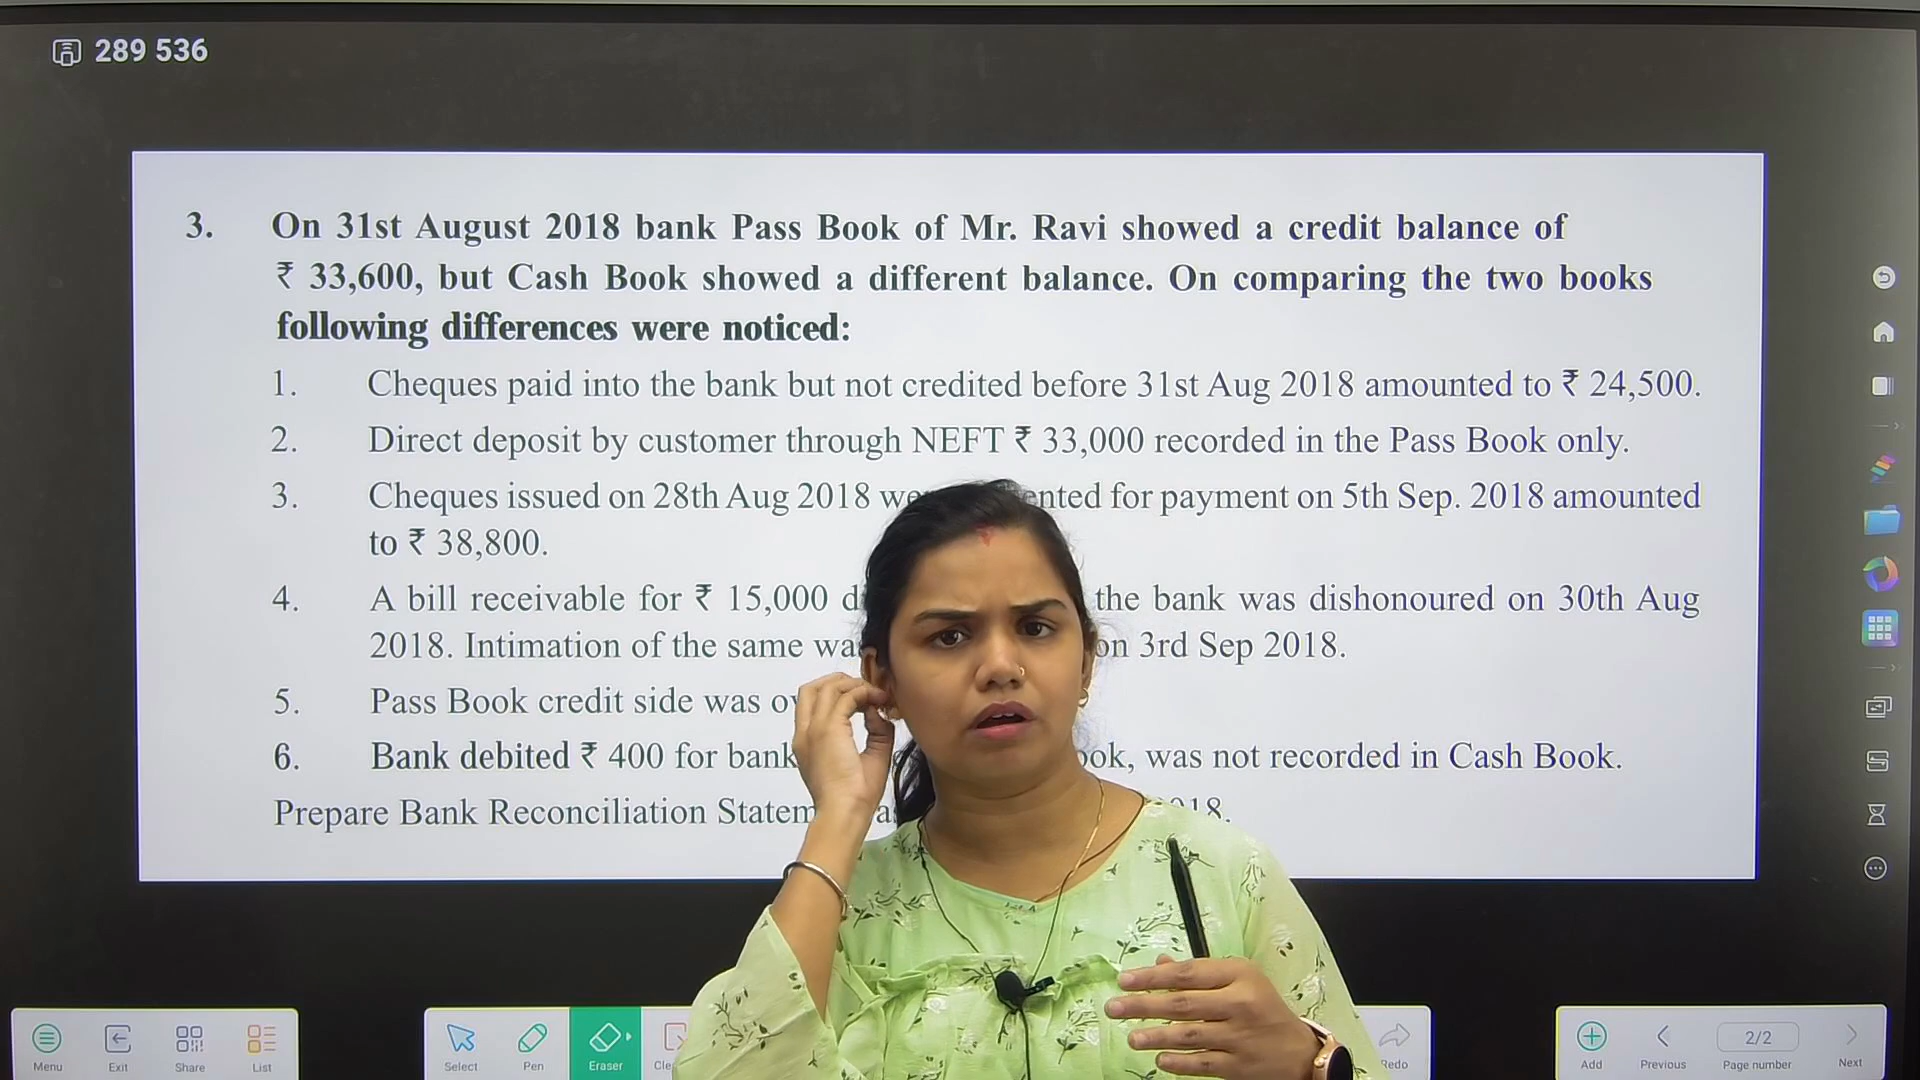 289 536
3. On 31st August 2018 bank Pass Book of Mr. Ravi showed a credit balance of
₹ 33,600, but Cash Book showed a different balance. On comparing the two books
following differences were noticed:
1. Cheques paid into the bank but not credited before 31st Aug 2018 amounted to ₹ 24,500.
2. Direct deposit by customer through NEFT ₹ 33,000 recorded in the Pass Book only.
3. Cheques issued on 28th Aug 2018 for payment on 5th Sep. 2018 amounted
to ₹ 38,800.
4. A bill receivable for ₹ 15,000 the bank was dishonoured on 30th Aug
2018. Intimation of the same on 3rd Sep 2018.
5. Pass Book credit side was
6. Bank debited ₹ 400 for bank was not recorded in Cash Book.
Prepare Bank Reconciliation
Menu Exit Share List Select Pen Eraser Redo Add Previous 2/2 Page number Next